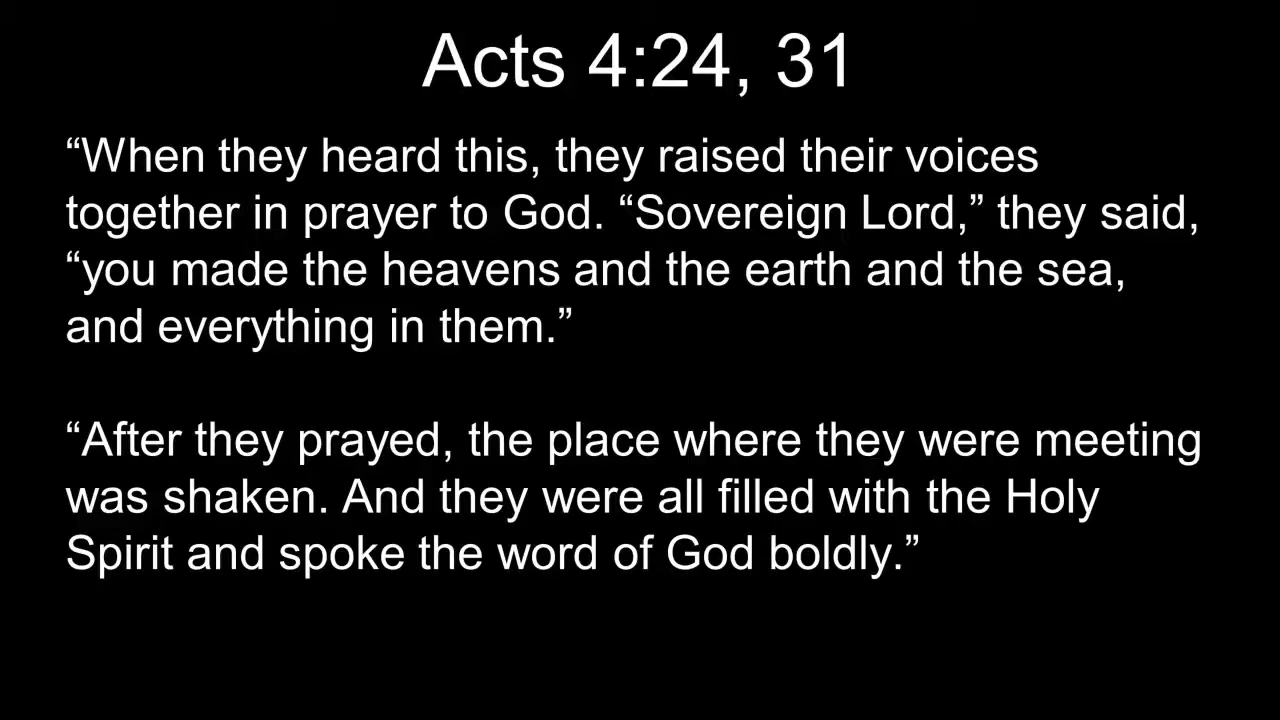 Acts 4:24, 31
“When they heard this, they raised their voices
together in prayer to God. “Sovereign Lord,” they said,
“you made the heavens and the earth and the sea,
and everything in them.”
“After they prayed, the place where they were meeting
was shaken. And they were all filled with the Holy
Spirit and spoke the word of God boldly.”